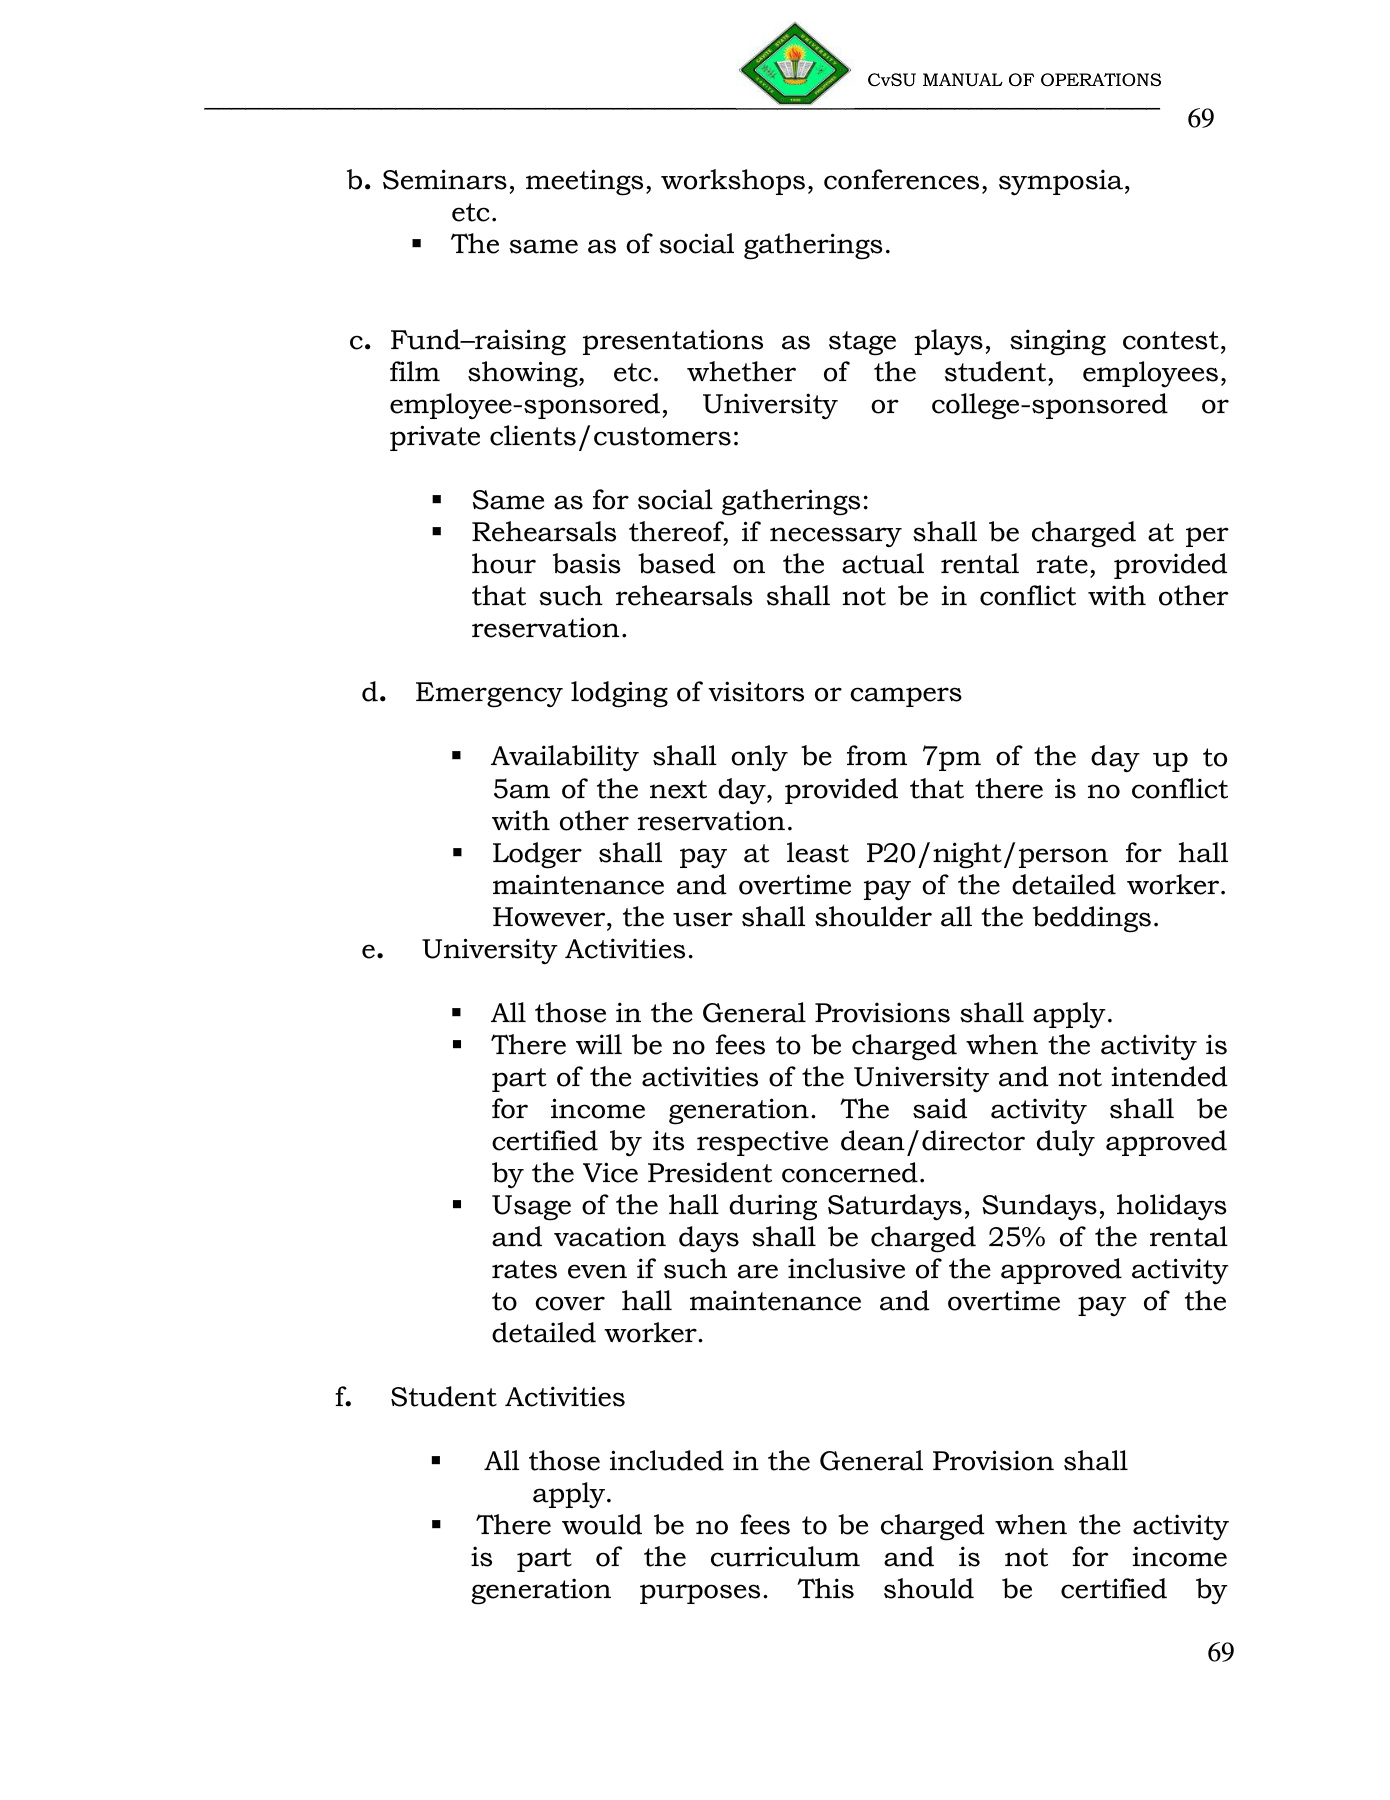 CvSU MANUAL OF OPERATIONS
69
b. Seminars, meetings, workshops, conferences, symposia,
etc.
▪ The same as of social gatherings.
c. Fund–raising presentations as stage plays, singing contest,
film showing, etc. whether of the student, employees,
employee-sponsored, University or college-sponsored or
private clients/customers:
▪ Same as for social gatherings:
▪ Rehearsals thereof, if necessary shall be charged at per
hour basis based on the actual rental rate, provided
that such rehearsals shall not be in conflict with other
reservation.
d. Emergency lodging of visitors or campers
▪ Availability shall only be from 7pm of the day up to
5am of the next day, provided that there is no conflict
with other reservation.
▪ Lodger shall pay at least P20/night/person for hall
maintenance and overtime pay of the detailed worker.
However, the user shall shoulder all the beddings.
e. University Activities.
▪ All those in the General Provisions shall apply.
▪ There will be no fees to be charged when the activity is
part of the activities of the University and not intended
for income generation. The said activity shall be
certified by its respective dean/director duly approved
by the Vice President concerned.
▪ Usage of the hall during Saturdays, Sundays, holidays
and vacation days shall be charged 25% of the rental
rates even if such are inclusive of the approved activity
to cover hall maintenance and overtime pay of the
detailed worker.
f. Student Activities
▪ All those included in the General Provision shall
apply.
▪ There would be no fees to be charged when the activity
is part of the curriculum and is not for income
generation purposes. This should be certified by
69